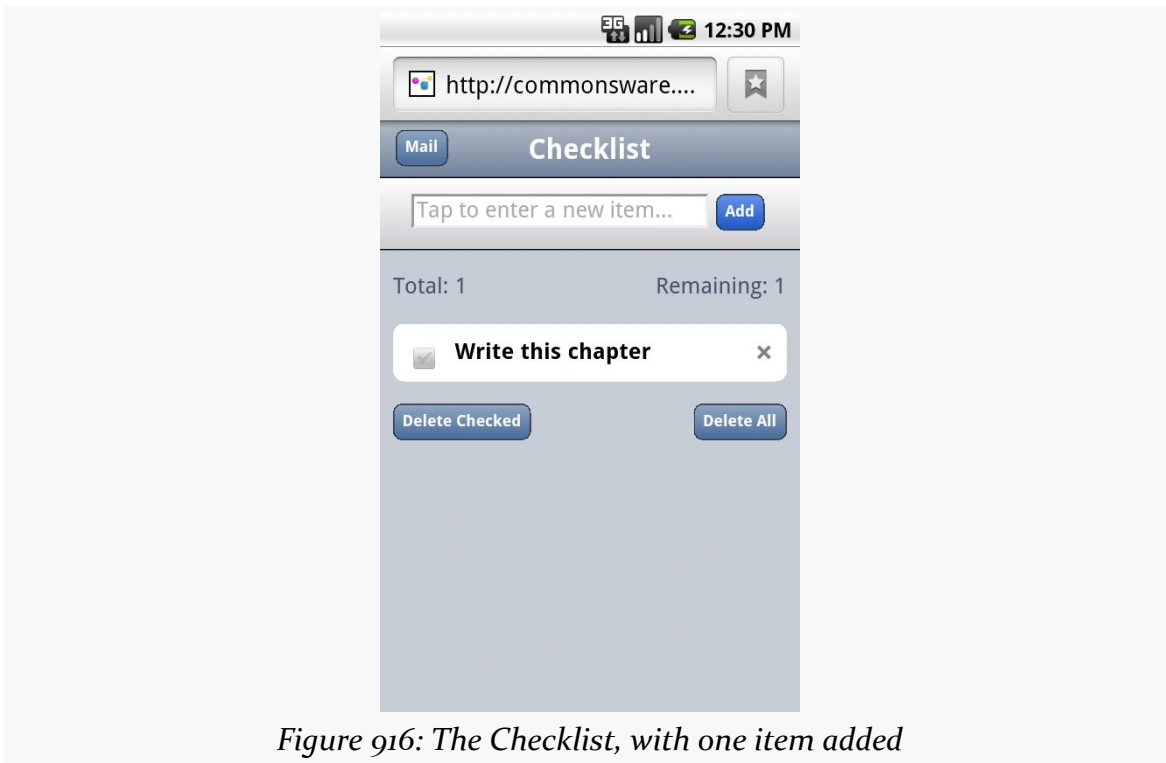 3G 12:30 PM
http://commonsware....
Mail Checklist
Tap to enter a new item... Add
Total: 1 Remaining: 1
Write this chapter ×
Delete Checked Delete All
Figure 916: The Checklist, with one item added